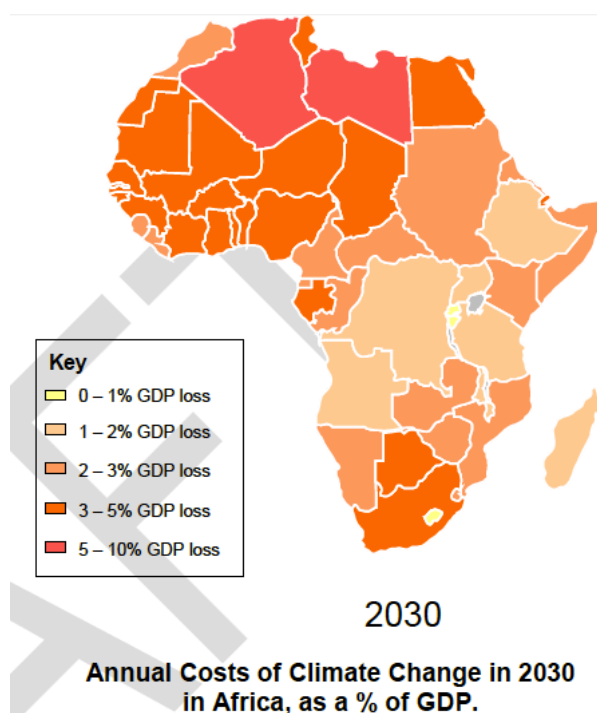 Key
0 – 1% GDP loss
1 – 2% GDP loss
2 – 3% GDP loss
3 – 5% GDP loss
5 – 10% GDP loss
2030
Annual Costs of Climate Change in 2030
in Africa, as a % of GDP.